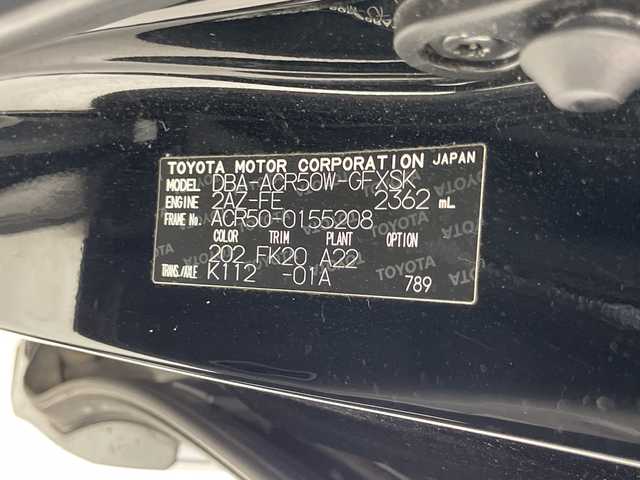 TOYOTA MOTOR CORPORATION JAPAN
MODEL DBA-ACR50W-GFXSK
ENGINE 2AZ-FE 2362 mL
FRAME No. ACR50-0155208
COLOR TRIM PLANT OPTION
202 FK20 A22
TRANS./AXLE K112 -01A
789